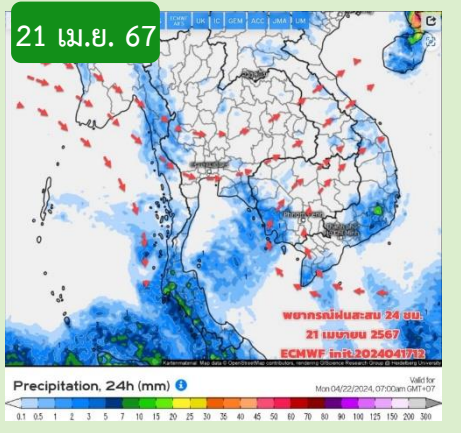 21 เม.ย. 67
ECMWF UK IC GEM ACC JMA UM
พยากรณ์ฝนสะสม 24 ชม.
21 เมษายน 2567
ECMWF init.2024041712
Precipitation, 24h (mm)
Valid for
Mon 04/22/2024, 07:00am GMT+07
0.1 0.5 1 2 3 5 7 10 15 20 25 30 35 40 45 50 60 70 80 90 100 125 150 200 300